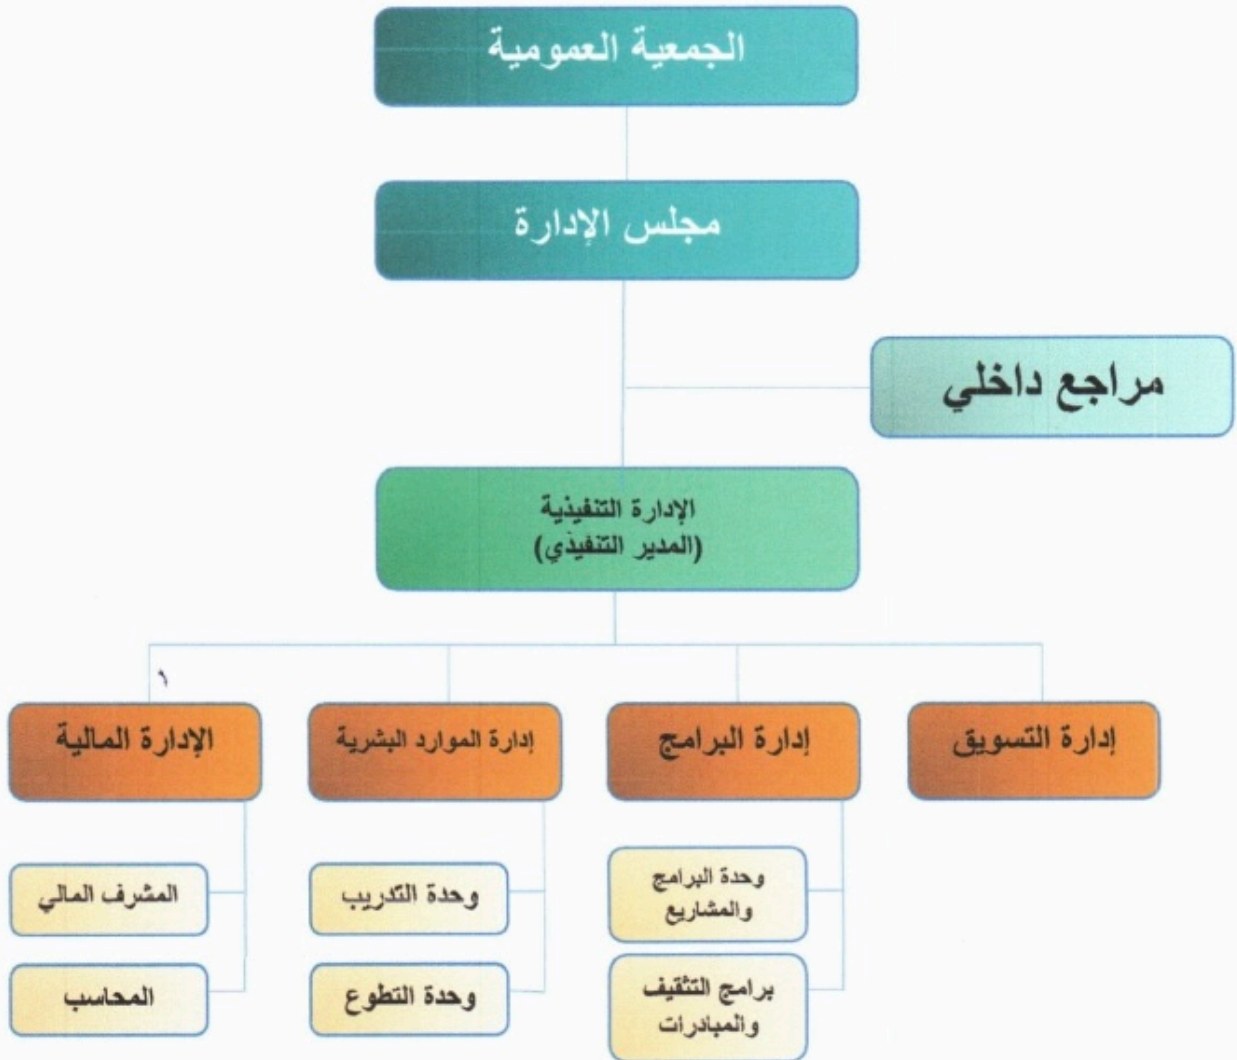 الجمعية العمومية
مجلس الإدارة
مراجع داخلي
الإدارة التنفيذية
(المدير التنفيذي)
إدارة التسويق
إدارة البرامج
إدارة الموارد البشرية
الإدارة المالية
وحدة البرامج
والمشاريع
وحدة التدريب
المشرف المالي
برامج التثقيف
والمبادرات
وحدة التطوع
المحاسب